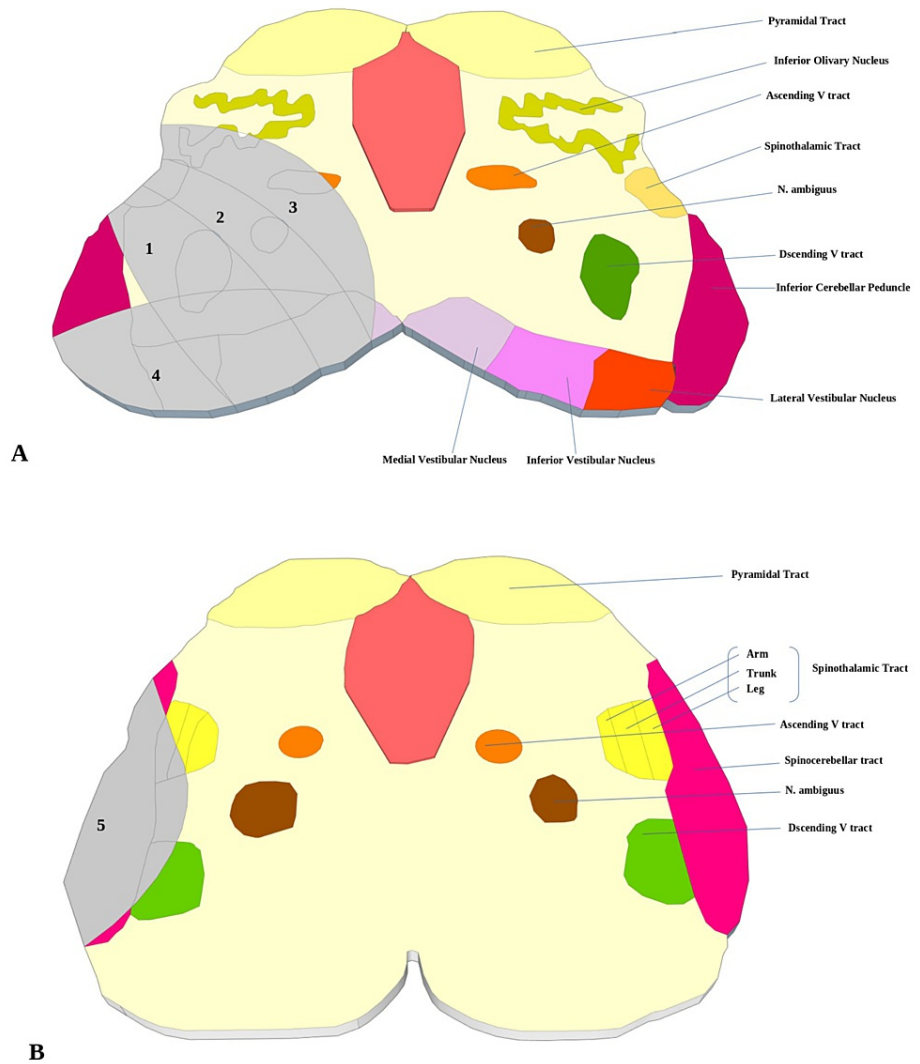 Pyramidal Tract
Inferior Olivary Nucleus
Ascending V tract
Spinothalamic Tract
N. ambiguus
Dscending V tract
Inferior Cerebellar Peduncle
Lateral Vestibular Nucleus
Medial Vestibular Nucleus
Inferior Vestibular Nucleus
1
2
3
4
A
Pyramidal Tract
Arm
Trunk
Leg
Spinothalamic Tract
Ascending V tract
Spinocerebellar tract
N. ambiguus
Dscending V tract
5
B